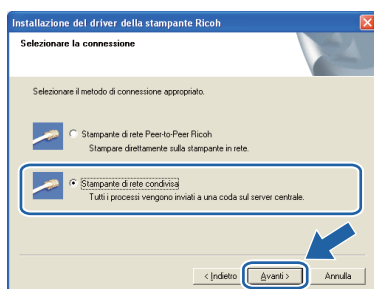 Installazione del driver della stampante Ricoh
Selezionare la connessione
Selezionare il metodo di connessione appropriato.
Stampante di rete Peer-to-Peer Ricoh
Stampare direttamente sulla stampante in rete.
Stampante di rete condivisa
Tutti i processi vengono inviati a una coda sul server centrale.
< Indietro Avanti > Annulla